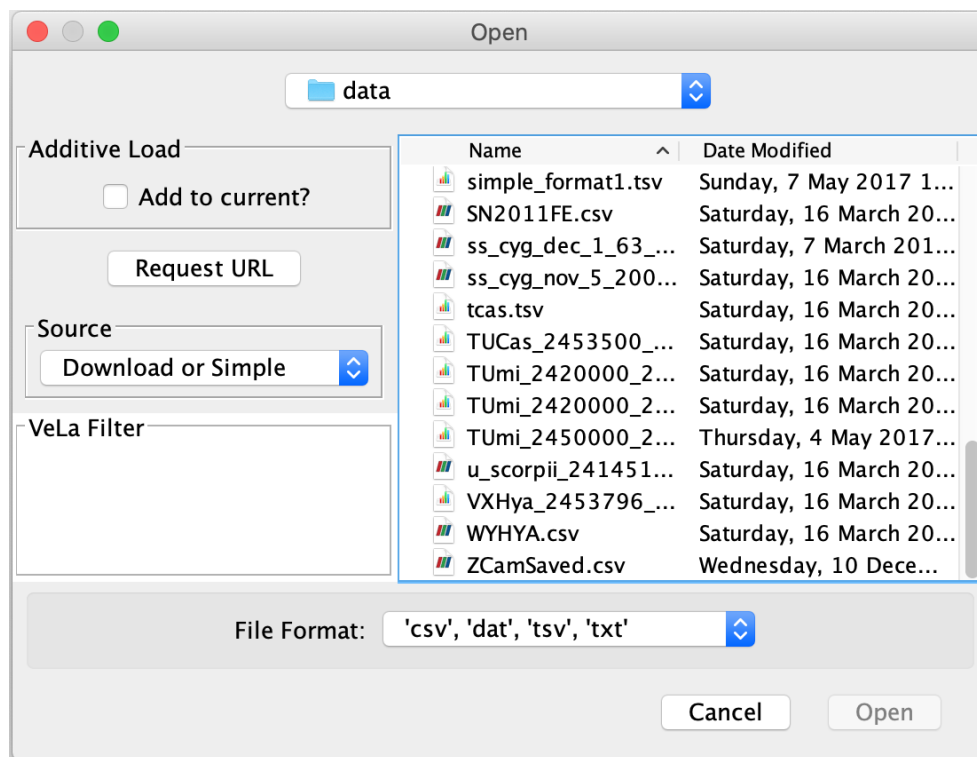 Open
data
Additive Load
Add to current?
Request URL
Source
Download or Simple
VeLa Filter
Name Date Modified
simple_format1.tsv Sunday, 7 May 2017 1...
SN2011FE.csv Saturday, 16 March 20...
ss_cyg_dec_1_63_... Saturday, 7 March 201...
ss_cyg_nov_5_200... Saturday, 16 March 20...
tcas.tsv Saturday, 16 March 20...
TUCas_2453500_... Saturday, 16 March 20...
TUmi_2420000_2... Saturday, 16 March 20...
TUmi_2420000_2... Saturday, 16 March 20...
TUmi_2450000_2... Thursday, 4 May 2017...
u_scorpii_241451... Saturday, 16 March 20...
VXHya_2453796_... Saturday, 16 March 20...
WYHYA.csv Saturday, 16 March 20...
ZCamSaved.csv Wednesday, 10 Dece...
File Format: 'csv', 'dat', 'tsv', 'txt'
Cancel Open